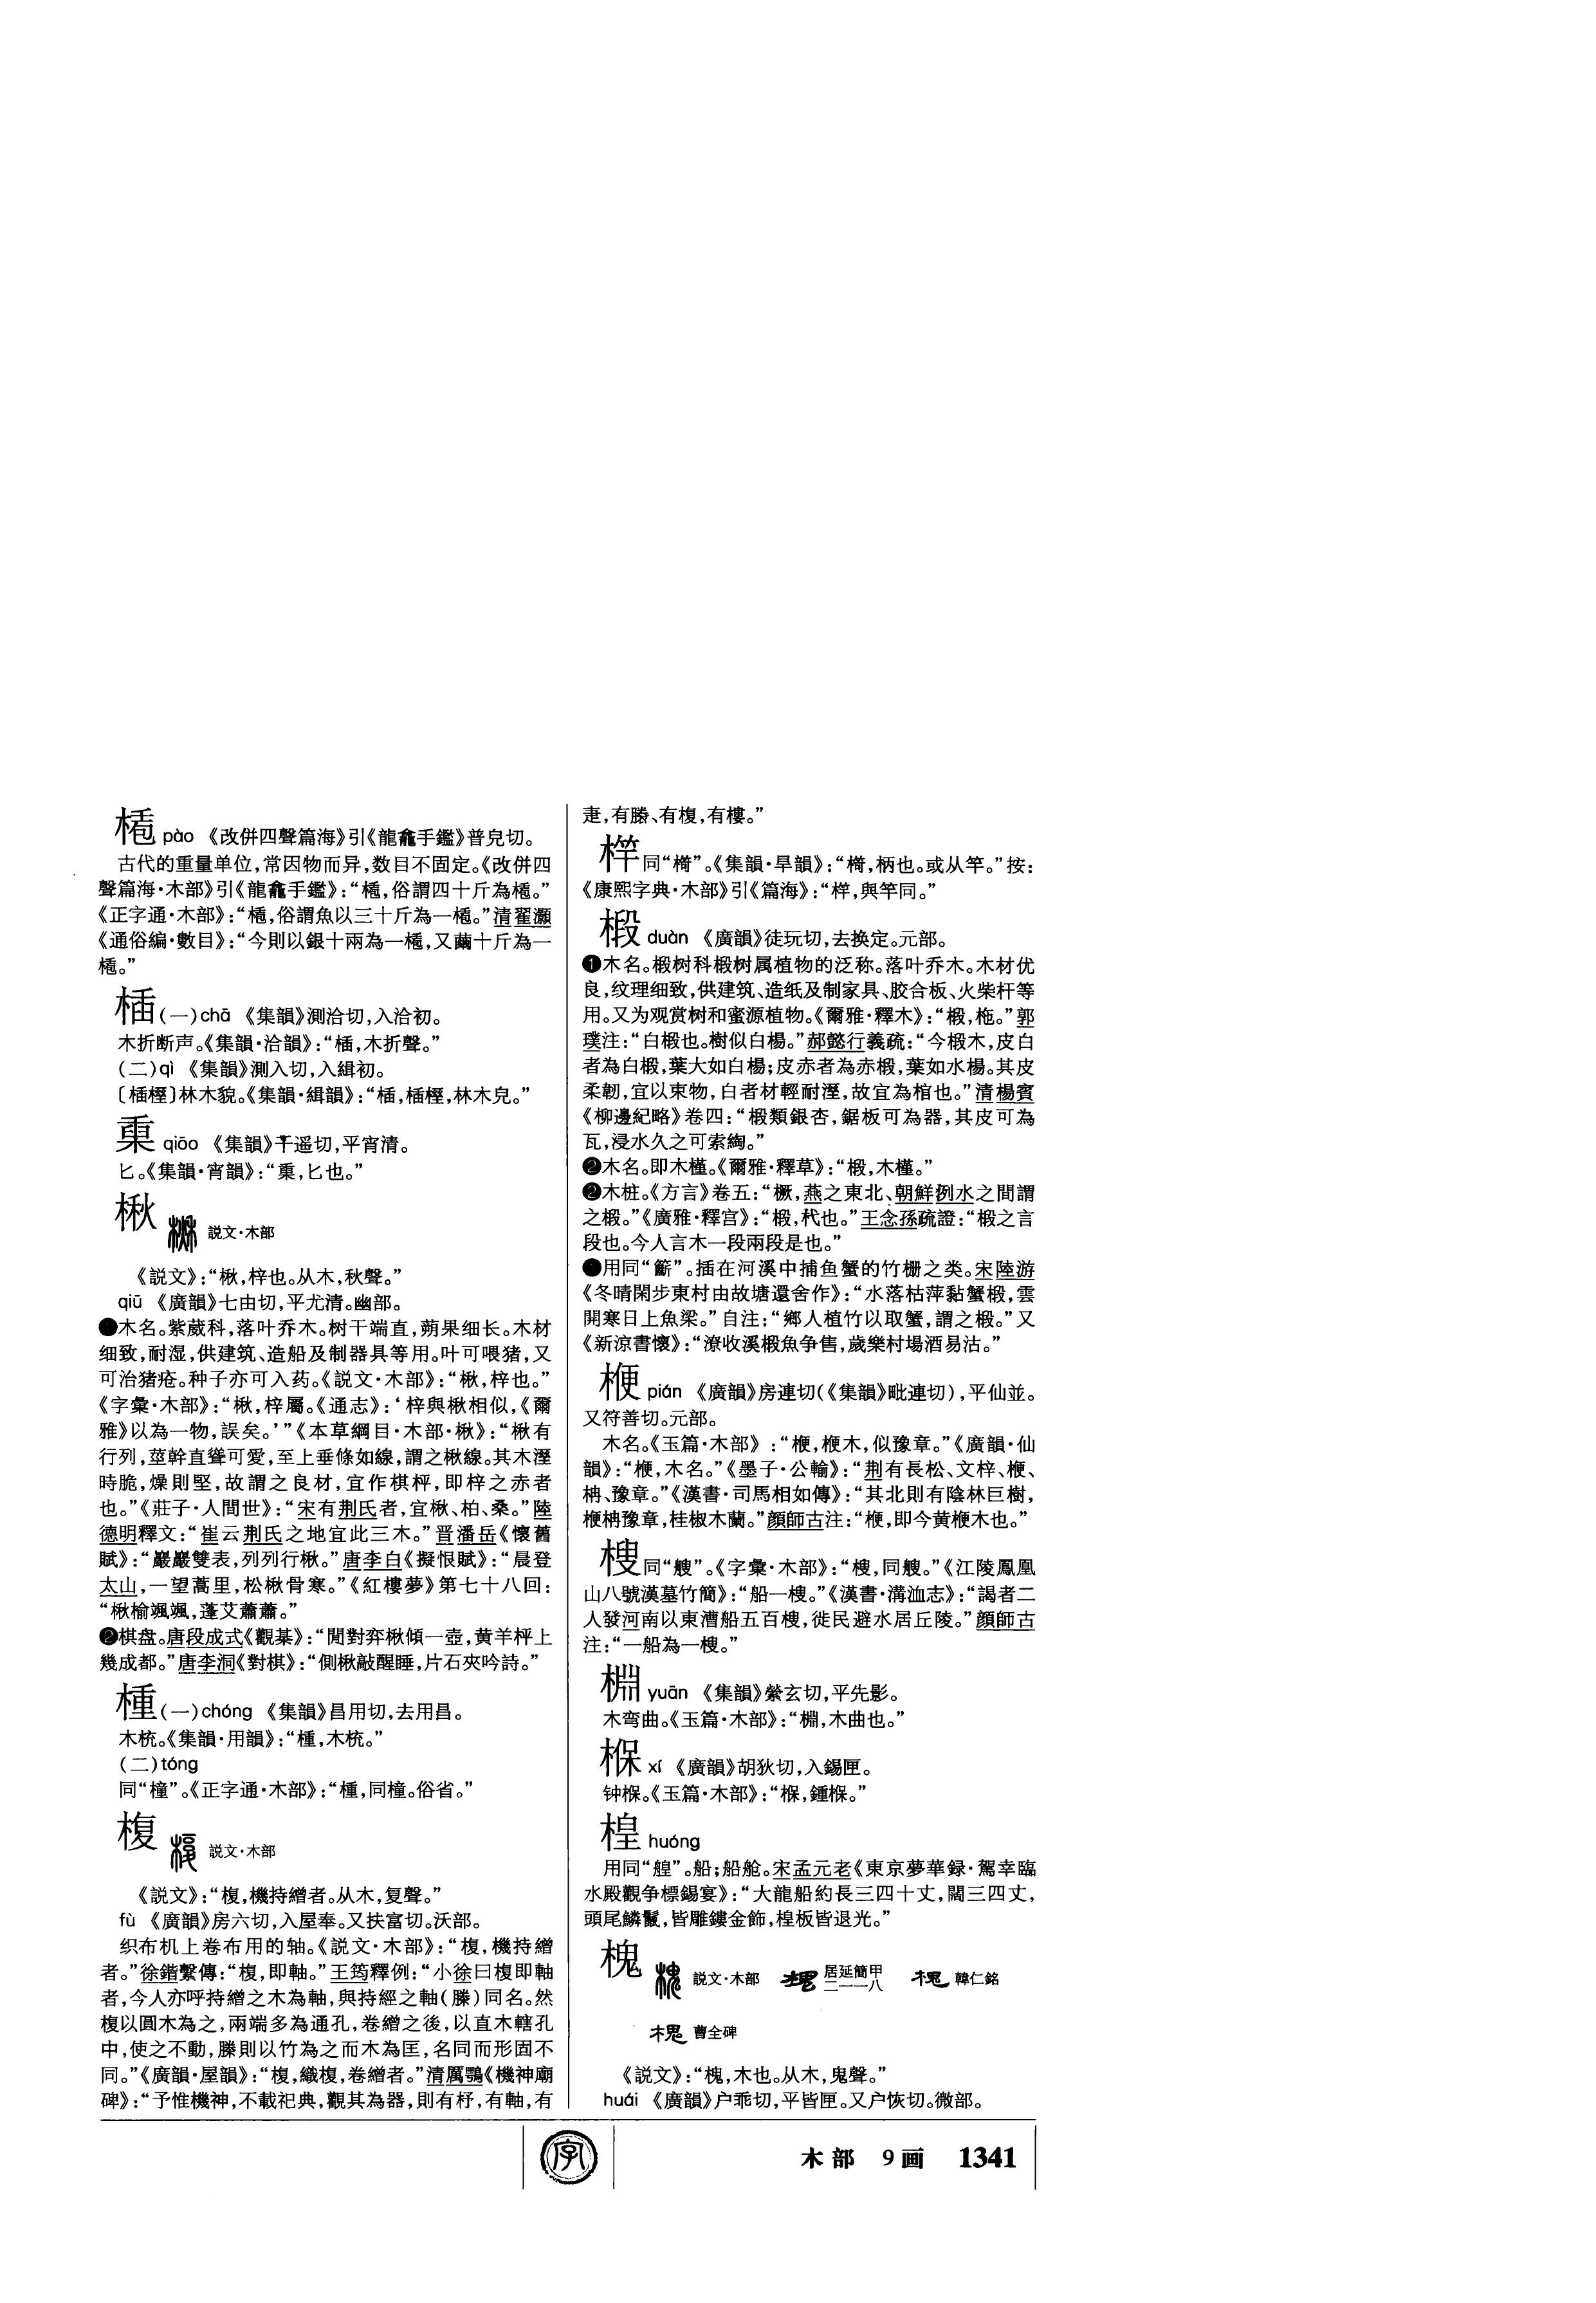 pào 《改併四聲篇海》引《龍龕手鑑》普皃切。
古代的重量单位,常因物而异,数目不固定。《改併四
聲篇海·木部》引《龍龕手鑑》:“,俗謂四十斤為。”
《正字通·木部》:“,俗謂魚以三十斤為一。”清翟灝
《通俗編·數目》:“今則以銀十兩為一,又繭十斤為一
。”
(一)chā 《集韻》測洽切,入洽初。
木折断声。《集韻·洽韻》:“,木折聲。”
(二)qì 《集韻》測入切,入緝初。
〔〕林木貌。《集韻·緝韻》:“,林木皃。”
qiāo 《集韻》千遥切,平宵清。
匕。《集韻·宵韻》:“,匕也。”
楸 説文·木部
《説文》:“楸,梓也。从木,秋聲。”
qiū 《廣韻》七由切,平尤清。幽部。
❶木名。紫葳科,落叶乔木。树干端直,蒴果细长。木材
细致,耐湿,供建筑、造船及制器具等用。叶可喂猪,又
可治猪疮。种子亦可入药。《説文·木部》:“楸,梓也。”
《字彙·木部》:“楸,梓屬。《通志》:‘梓與楸相似,《爾
雅》以為一物,誤矣。’”《本草綱目·木部·楸》:“楸有
行列,莖幹直聳可愛,至上垂條如線,謂之楸線。其木溼
時脆,燥則堅,故謂之良材,宜作棋枰,即梓之赤者
也。”《莊子·人間世》:“宋有荆氏者,宜楸、柏、桑。”陸
德明釋文:“崔云荆氏之地宜此三木。”晋潘岳《懷舊
賦》:“巖巖雙表,列列行楸。”唐李白《擬恨賦》:“晨登
太山,一望蒿里,松楸骨寒。”《紅樓夢》第七十八回:
“楸榆颯颯,蓬艾蕭蕭。”
❷棋盘。唐段成式《觀棊》:“閒對弈楸傾一壺,黄羊枰上
幾成都。”唐李洞《對棋》:“側楸敲醒睡,片石夾吟詩。”
㮔(一)chóng 《集韻》昌用切,去用昌。
木梳。《集韻·用韻》:“㮔,木梳。”
(二)tóng
同“橦”。《正字通·木部》:“㮔,同橦。俗省。”
椱 説文·木部
《説文》:“椱,機持繒者。从木,复聲。”
fù 《廣韻》房六切,入屋奉。又扶富切。沃部。
织布机上卷布用的轴。《説文·木部》:“椱,機持繒
者。”徐鍇繫傳:“椱,即軸。”王筠釋例:“小徐曰椱即軸
者,今人亦呼持繒之木為軸,與持經之軸(縢)同名。然
椱以圓木為之,兩端多為通孔,卷繒之後,以直木轄孔
中,使之不動,縢則以竹為之而木為匡,名同而形固不
同。”《廣韻·屋韻》:“椱,織椱,卷繒者。”清厲鶚《機神廟
碑》:“予惟機神,不載祀典,觀其為器,則有杼,有軸,有
疌,有縢、有椱,有樓。”
同“”。《集韻·旱韻》:“,柄也。或从竿。”按:
《康熙字典·木部》引《篇海》:“,與竿同。”
椴 duàn 《廣韻》徒玩切,去换定。元部。
❶木名。椴树科椴树属植物的泛称。落叶乔木。木材优
良,纹理细致,供建筑、造纸及制家具、胶合板、火柴杆等
用。又为观赏树和蜜源植物。《爾雅·釋木》:“椴,柂。”郭
璞注:“白椴也。樹似白楊。”郝懿行義疏:“今椴木,皮白
者為白椴,葉大如白楊;皮赤者為赤椴,葉如水楊。其皮
柔韌,宜以束物,白者材輕耐溼,故宜為棺也。”清楊賓
《柳邊紀略》卷四:“椴類銀杏,鋸板可為器,其皮可為
瓦,浸水久之可索綯。”
❷木名。即木槿。《爾雅·釋草》:“椴,木槿。”
❷木桩。《方言》卷五:“橛,燕之東北、朝鮮洌水之間謂
之椴。”《廣雅·釋宫》:“椴,杙也。”王念孫疏證:“椴之言
段也。今人言木一段兩段是也。”
●用同“籪”。插在河溪中捕鱼蟹的竹栅之类。宋陸游
《冬晴閑步東村由故塘還舍作》:“水落枯萍黏蟹椴,雲
開寒日上魚梁。”自注:“鄉人植竹以取蟹,謂之椴。”又
《新涼書懷》:“潦收溪椴魚争售,歲樂村場酒易沽。”
楩 pián 《廣韻》房連切(《集韻》毗連切),平仙並。
又符善切。元部。
木名。《玉篇·木部》:“楩,楩木,似豫章。”《廣韻·仙
韻》:“楩,木名。”《墨子·公輸》:“荆有長松、文梓、楩、
枏、豫章。”《漢書·司馬相如傳》:“其北則有陰林巨樹,
楩枏豫章,桂椒木蘭。”顔師古注:“楩,即今黄楩木也。”
㮴同“艘”。《字彙·木部》:“㮴,同艘。”《江陵鳳凰
山八號漢墓竹簡》:“船一㮴。”《漢書·溝洫志》:“謁者二
人發河南以東漕船五百㮴,徙民避水居丘陵。”顔師古
注:“一船為一㮴。”
棩 yuān 《集韻》縈玄切,平先影。
木弯曲。《玉篇·木部》:“棩,木曲也。”
xí 《廣韻》胡狄切,入錫匣。
钟。《玉篇·木部》:“,鍾。”
楻 huáng
用同“艎”。船;船舱。宋孟元老《東京夢華録·駕幸臨
水殿觀争標錫宴》:“大龍船約長三四十丈,闊三四丈,
頭尾鱗鬣,皆雕鏤金飾,楻板皆退光。”
槐 説文·木部 居延簡甲二一一八 韓仁銘
曹全碑
《説文》:“槐,木也。从木,鬼聲。”
huái 《廣韻》户乖切,平皆匣。又户恢切。微部。
字
木部 9画 1341